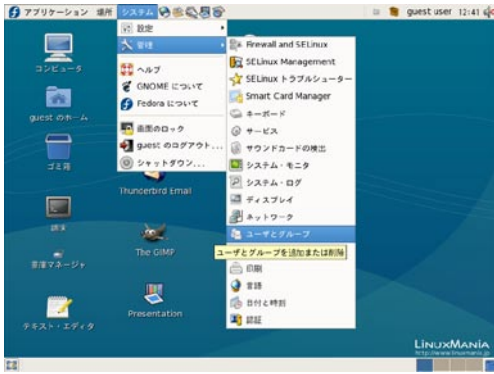 アプリケーション 場所 システム guest user 12:41
設定
管理
ヘルプ
GNOME について
Fedora について
画面のロック
guest のログアウト...
シャットダウン...
Firewall and SELinux
SELinux Management
SELinux トラブルシューター
Smart Card Manager
キーボード
サービス
サウンドカードの検出
システム・モニタ
システム・ログ
ディスプレイ
ネットワーク
ユーザとグループ
ユーザとグループを追加または削除
印刷
言語
日付と時刻
認証
コンピュータ
guest のホーム
ゴミ箱
端末
書庫マネージャ
テキスト・エディタ
Thunderbird Email
The GIMP
Presentation
LinuxMania
http://www.linuxmania.jp